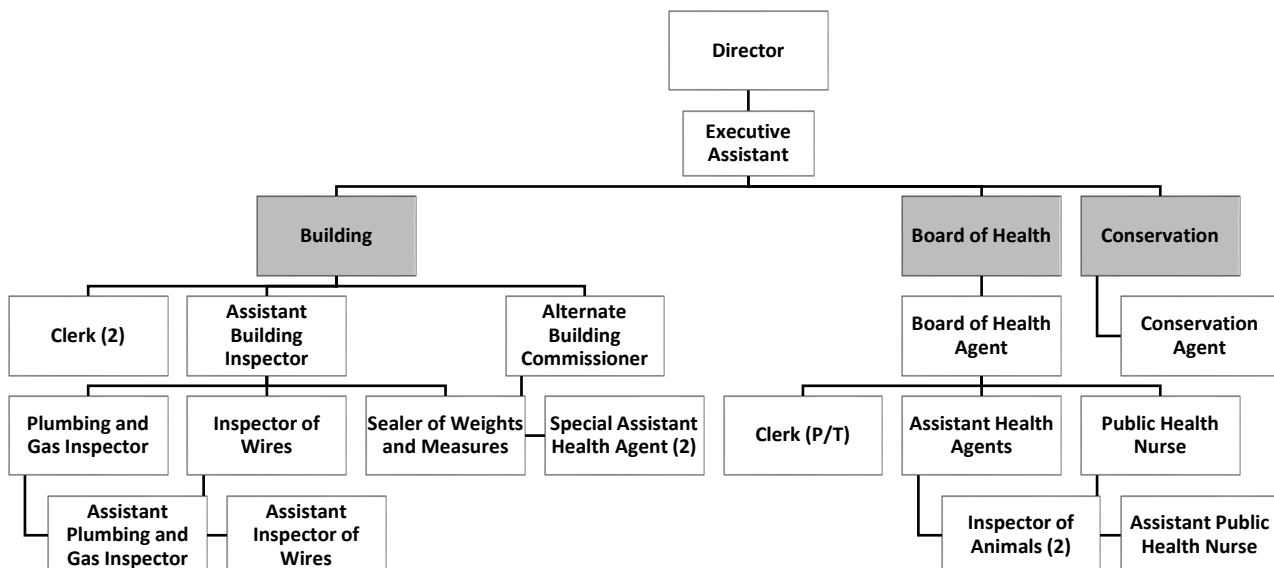 Director
Executive
Assistant
Building
Board of Health
Conservation
Clerk (2)
Assistant
Building
Inspector
Alternate
Building
Commissioner
Board of Health
Agent
Conservation
Agent
Plumbing and
Gas Inspector
Inspector of
Wires
Sealer of Weights
and Measures
Special Assistant
Health Agent (2)
Clerk (P/T)
Assistant Health
Agents
Public Health
Nurse
Assistant
Plumbing and
Gas Inspector
Assistant
Inspector of
Wires
Inspector of
Animals (2)
Assistant Public
Health Nurse